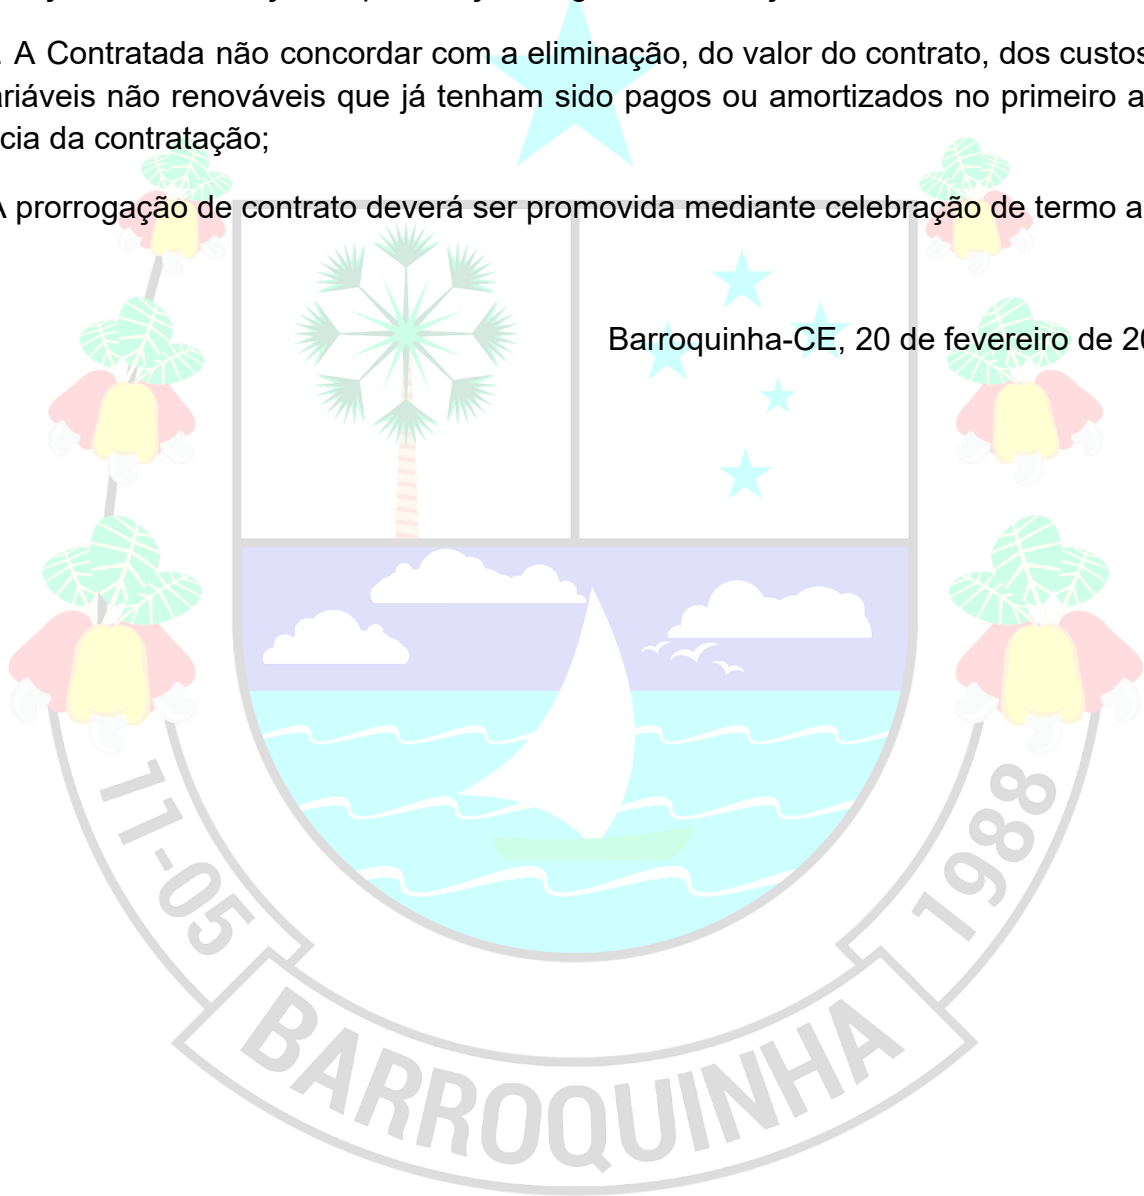 . A Contratada não concordar com a eliminação, do valor do contrato, dos custos
riáveis não renováveis que já tenham sido pagos ou amortizados no primeiro a
cia da contratação;
A prorrogação de contrato deverá ser promovida mediante celebração de termo a
Barroquinha-CE, 20 de fevereiro de 20
11-05
1988
BARROQUINHA